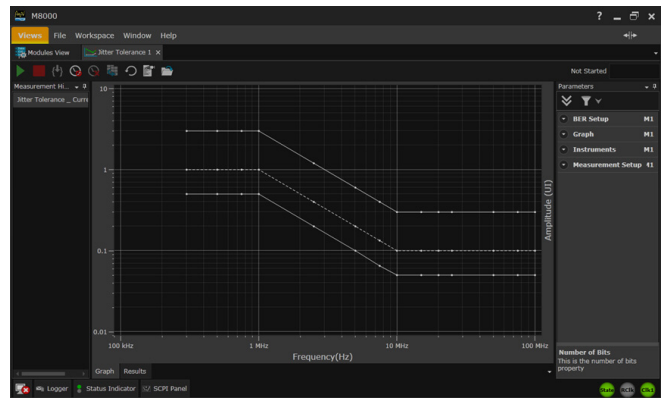 M8000
Views File Workspace Window Help
Modules View Jitter Tolerance 1
Not Started
Measurement Hi...
Jitter Tolerance _ Curre
10
1
0.1
0.01
100 kHz 1 MHz 10 MHz 100 MHz
Frequency(Hz)
Amplitude (UI)
Graph Results
Parameters
BER Setup M1
Graph M1
Instruments M1
Measurement Setup
Number of Bits
This is the number of bits
property
Logger Status Indicator SCPI Panel
State RClk Clk1